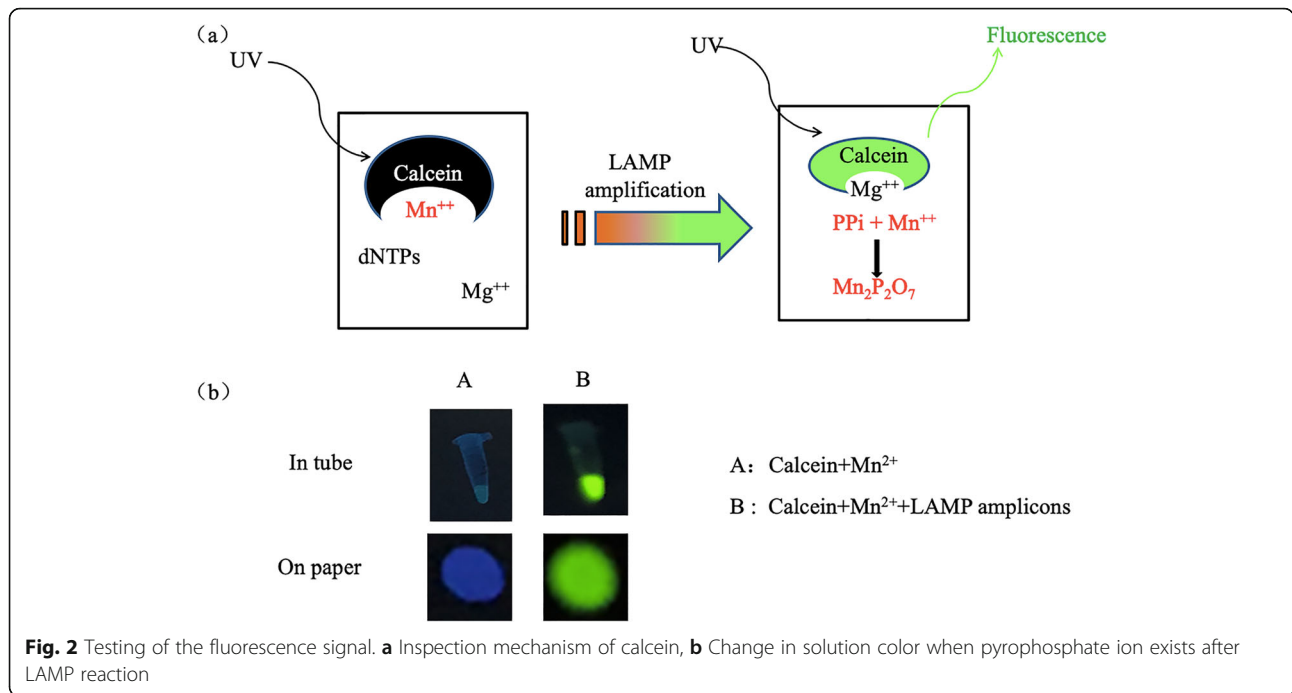 (a)
UV
Calcein
Mn++
dNTPs
Mg++
LAMP
amplification
UV
Fluorescence
Calcein
Mg++
PPi + Mn++
Mn2P2O7
(b)
A
B
In tube
On paper
A: Calcein+Mn2+
B : Calcein+Mn2++LAMP amplicons
Fig. 2 Testing of the fluorescence signal. a Inspection mechanism of calcein, b Change in solution color when pyrophosphate ion exists after
LAMP reaction